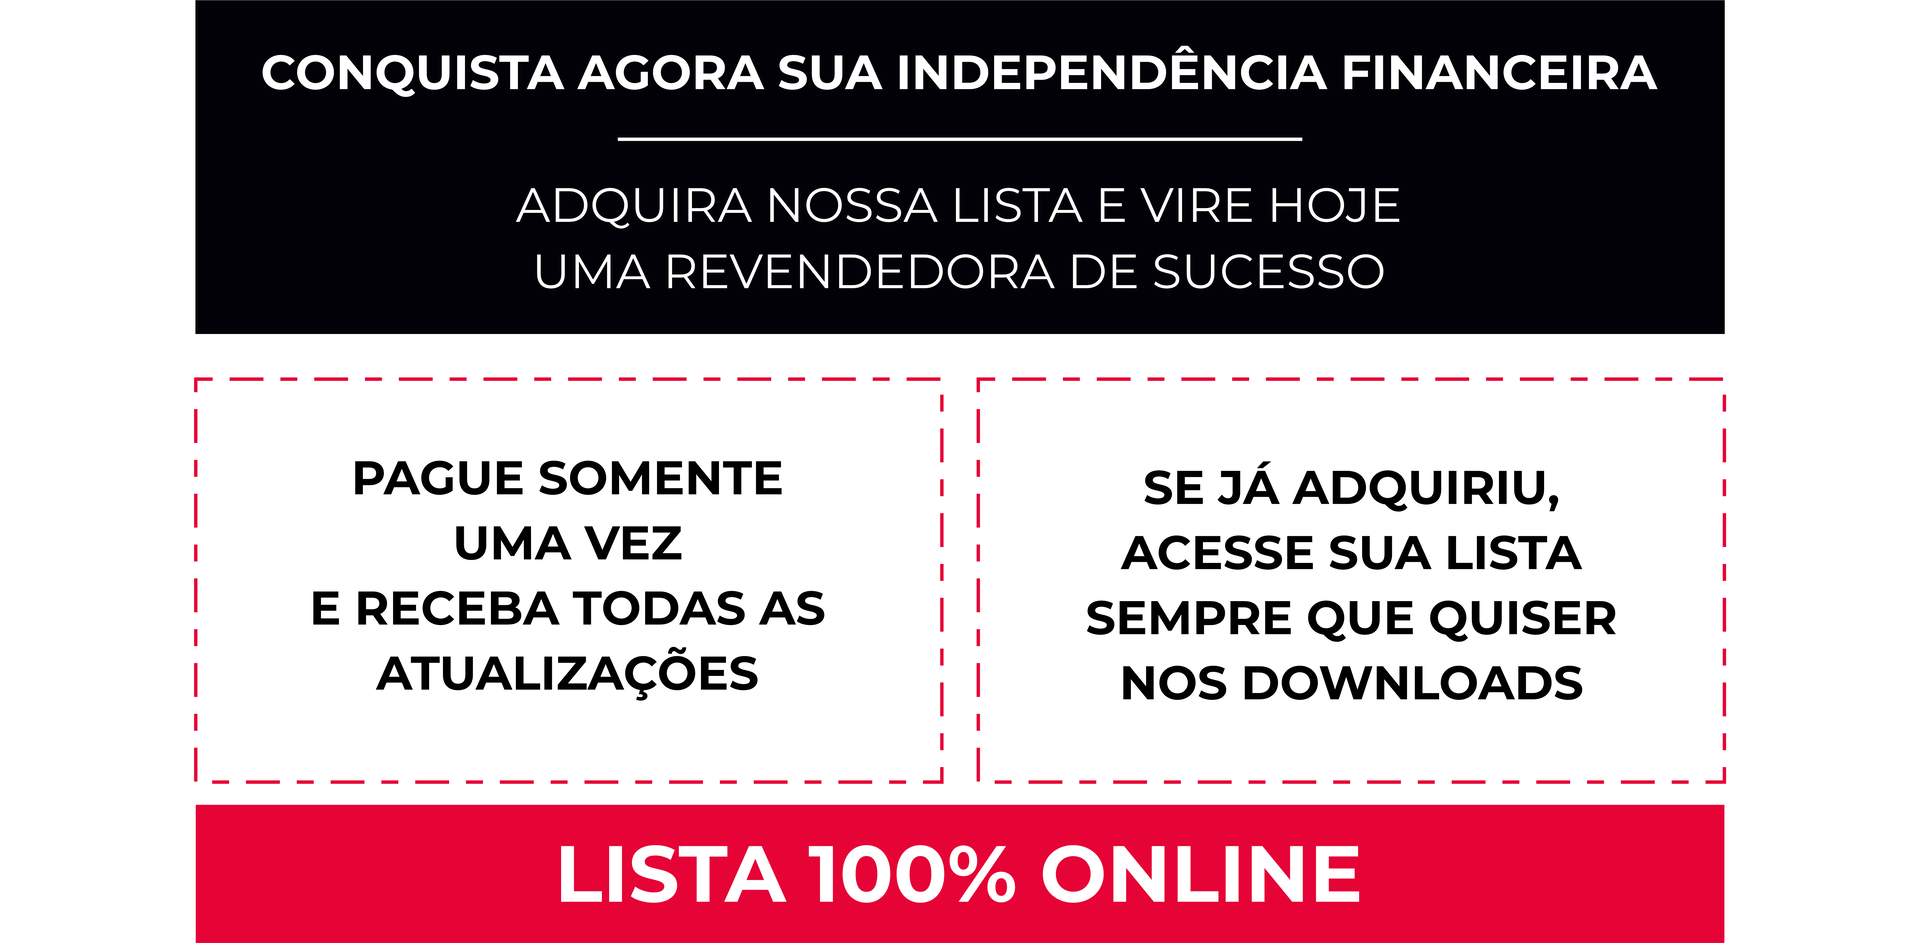 CONQUISTA AGORA SUA INDEPENDÊNCIA FINANCEIRA
ADQUIRA NOSSA LISTA E VIRE HOJE
UMA REVENDEDORA DE SUCESSO
PAGUE SOMENTE
UMA VEZ
E RECEBA TODAS AS
ATUALIZAÇÕES
SE JÁ ADQUIRIU,
ACESSE SUA LISTA
SEMPRE QUE QUISER
NOS DOWNLOADS
LISTA 100% ONLINE